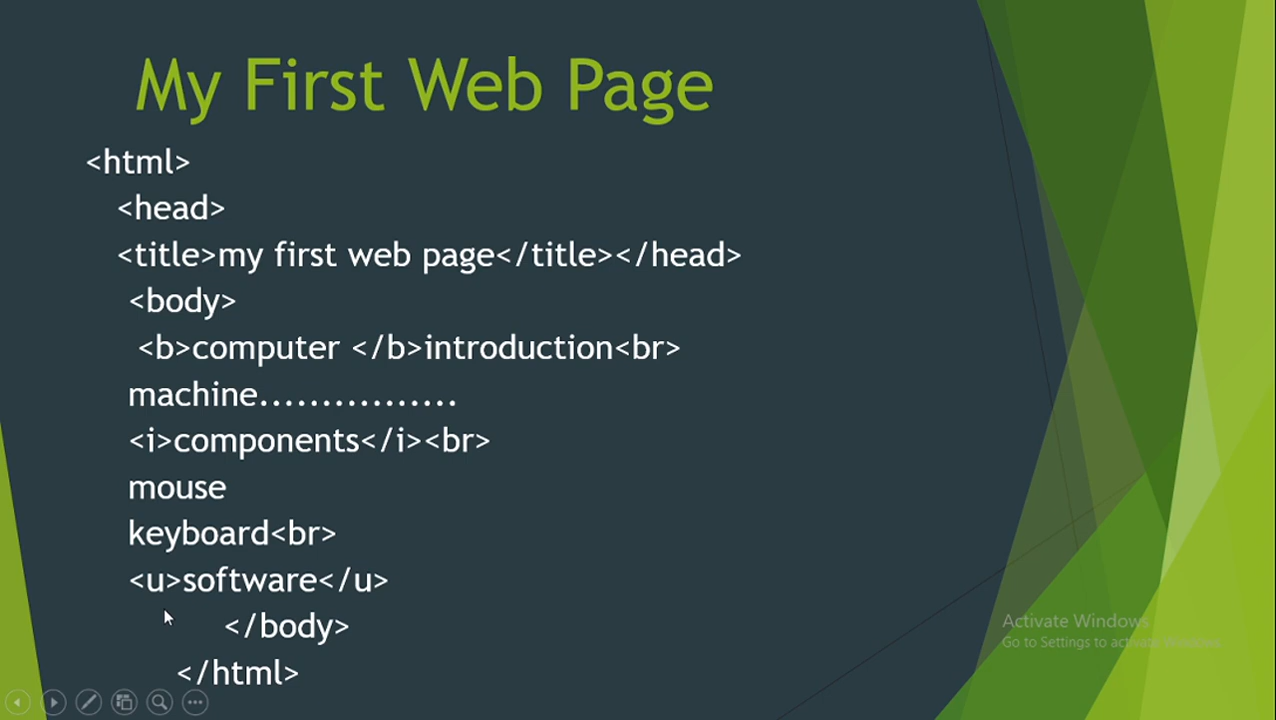 My First Web Page
<html>
<head>
<title>my first web page</title></head>
<body>
<b>computer </b>introduction<br>
machine................
<i>components</i><br>
mouse
keyboard<br>
<u>software</u>
</body>
</html>
Activate Windows
Go to Settings to activate Windows.